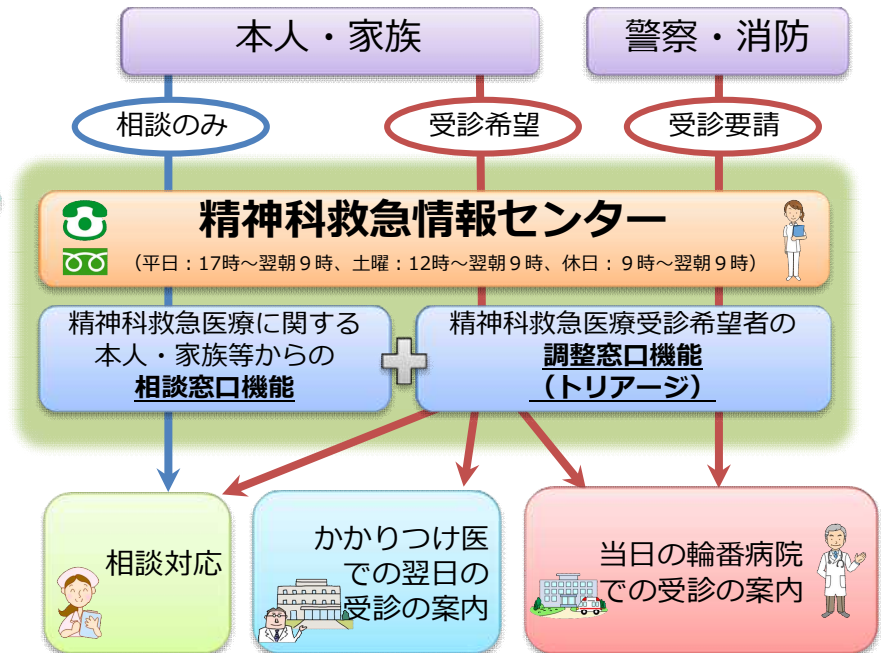 本人・家族
警察・消防
相談のみ
受診希望
受診要請
精神科救急情報センター
（平日：17時～翌朝９時、土曜：12時～翌朝９時、休日：９時～翌朝９時）
精神科救急医療に関する
本人・家族等からの
相談窓口機能
精神科救急医療受診希望者の
調整窓口機能
（トリアージ）
相談対応
かかりつけ医
での翌日の
受診の案内
当日の輪番病院
での受診の案内